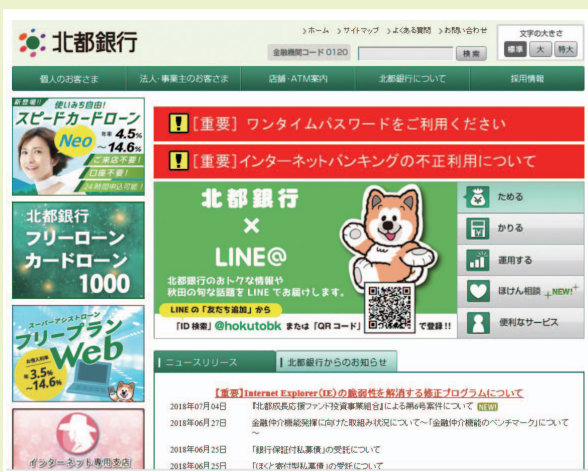 北都銀行
›ホーム ›サイトマップ ›よくある質問 ›お問い合わせ
文字の大きさ
金融機関コード 0120
検索
標準 大 特大
個人のお客さま 法人・事業主のお客さま 店舗・ATM案内 北都銀行について 採用情報
新登場!! 使いみち自由!
スピードカードローン
Neo
年率 4.5%
～14.6%
ご来店不要!
口座不要!
24時間申込可能!
[重要] ワンタイムパスワードをご利用ください
[重要]インターネットバンキングの不正利用について
北都銀行
フリーローン
カードローン
1000
北都銀行
×
LINE@
北都銀行のおトクな情報や
秋田の旬な話題をLINEでお届けします。
LINEの「友だち追加」から
「ID検索」@hokutobk または「QRコード」 で登録!!
ためる
かりる
運用する
ほけん相談 NEW!
便利なサービス
スーパーアシストローン
フリープラン
Web
年率 3.5%
～14.6%
インターネット専用支店
ニュースリリース 北都銀行からのお知らせ
【重要】Internet Explorer(IE)の脆弱性を解消する修正プログラムについて
2018年07月04日 『北都成長応援ファンド投資事業組合』による第6号案件について NEW!
2018年06月27日 金融仲介機能発揮に向けた取組み状況について～「金融仲介機能のベンチマーク」について
～
2018年06月25日 『銀行保証付私募債』の受託について
2018年06月25日 『〈ほくと寄付型私募債〉の受託について